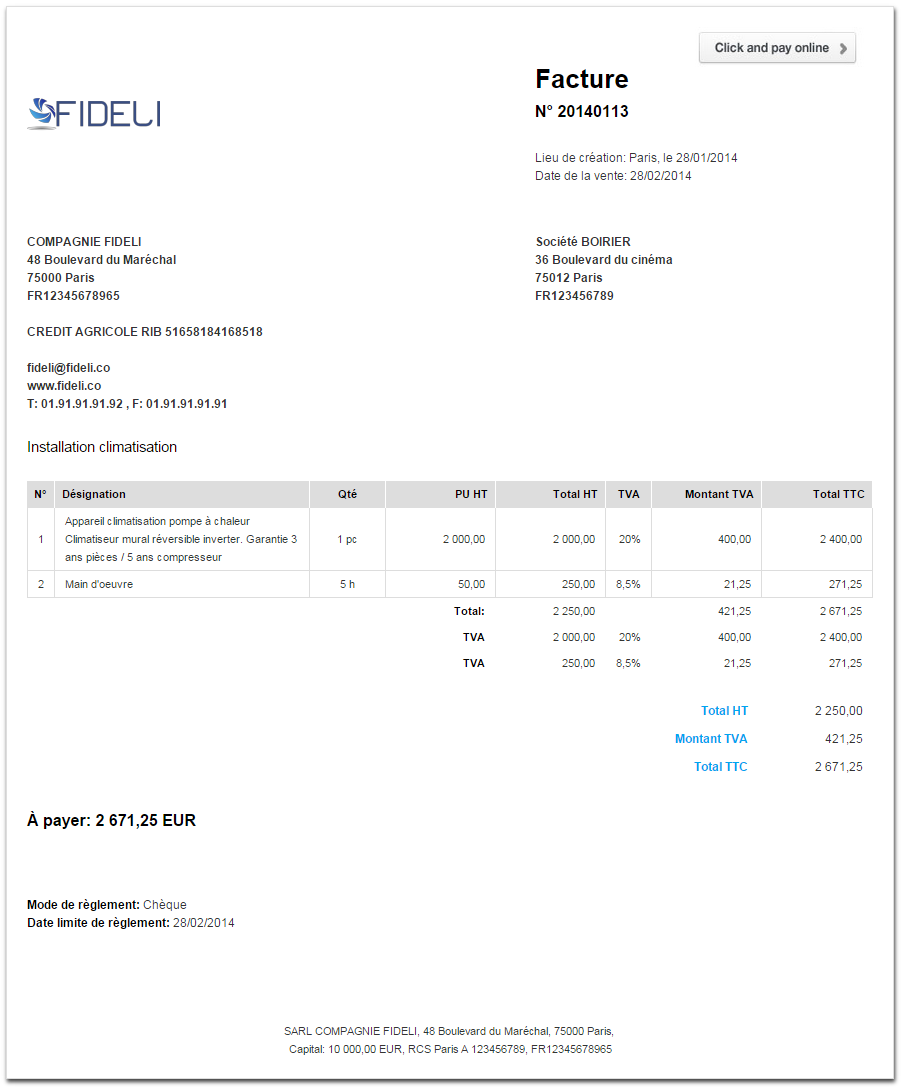 Click and pay online
Facture
N° 20140113
FIDELI
Lieu de création: Paris, le 28/01/2014
Date de la vente: 28/02/2014
COMPAGNIE FIDELI
48 Boulevard du Maréchal
75000 Paris
FR12345678965
Société BOIRIER
36 Boulevard du cinéma
75012 Paris
FR123456789
CREDIT AGRICOLE RIB 51658184168518
fideli@fideli.co
www.fideli.co
T: 01.91.91.91.92 , F: 01.91.91.91.91
Installation climatisation
N° Désignation Qté PU HT Total HT TVA Montant TVA Total TTC
Appareil climatisation pompe à chaleur
1 Climatiseur mural réversible inverter. Garantie 3 1 pc 2 000,00 2 000,00 20% 400,00 2 400,00
ans pièces / 5 ans compresseur
2 Main d'oeuvre 5 h 50,00 250,00 8,5% 21,25 271,25
Total: 2 250,00 421,25 2 671,25
TVA 2 000,00 20% 400,00 2 400,00
TVA 250,00 8,5% 21,25 271,25
Total HT 2 250,00
Montant TVA 421,25
Total TTC 2 671,25
À payer: 2 671,25 EUR
Mode de règlement: Chèque
Date limite de règlement: 28/02/2014
SARL COMPAGNIE FIDELI, 48 Boulevard du Maréchal, 75000 Paris,
Capital: 10 000,00 EUR, RCS Paris A 123456789, FR12345678965